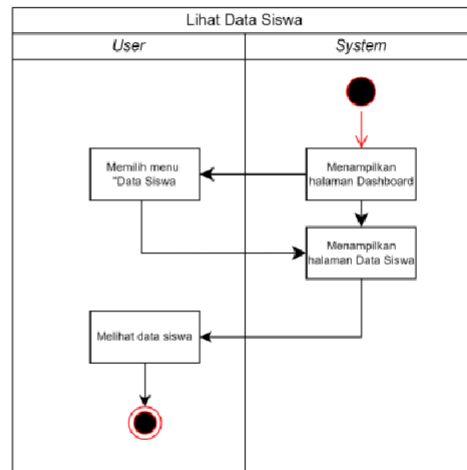 Lihat Data Siswa
User
System
Memilih menu
"Data Siswa
Menampilkan
halaman Dashboard
Menampilkan
halaman Data Siswa
Melihat data siswa